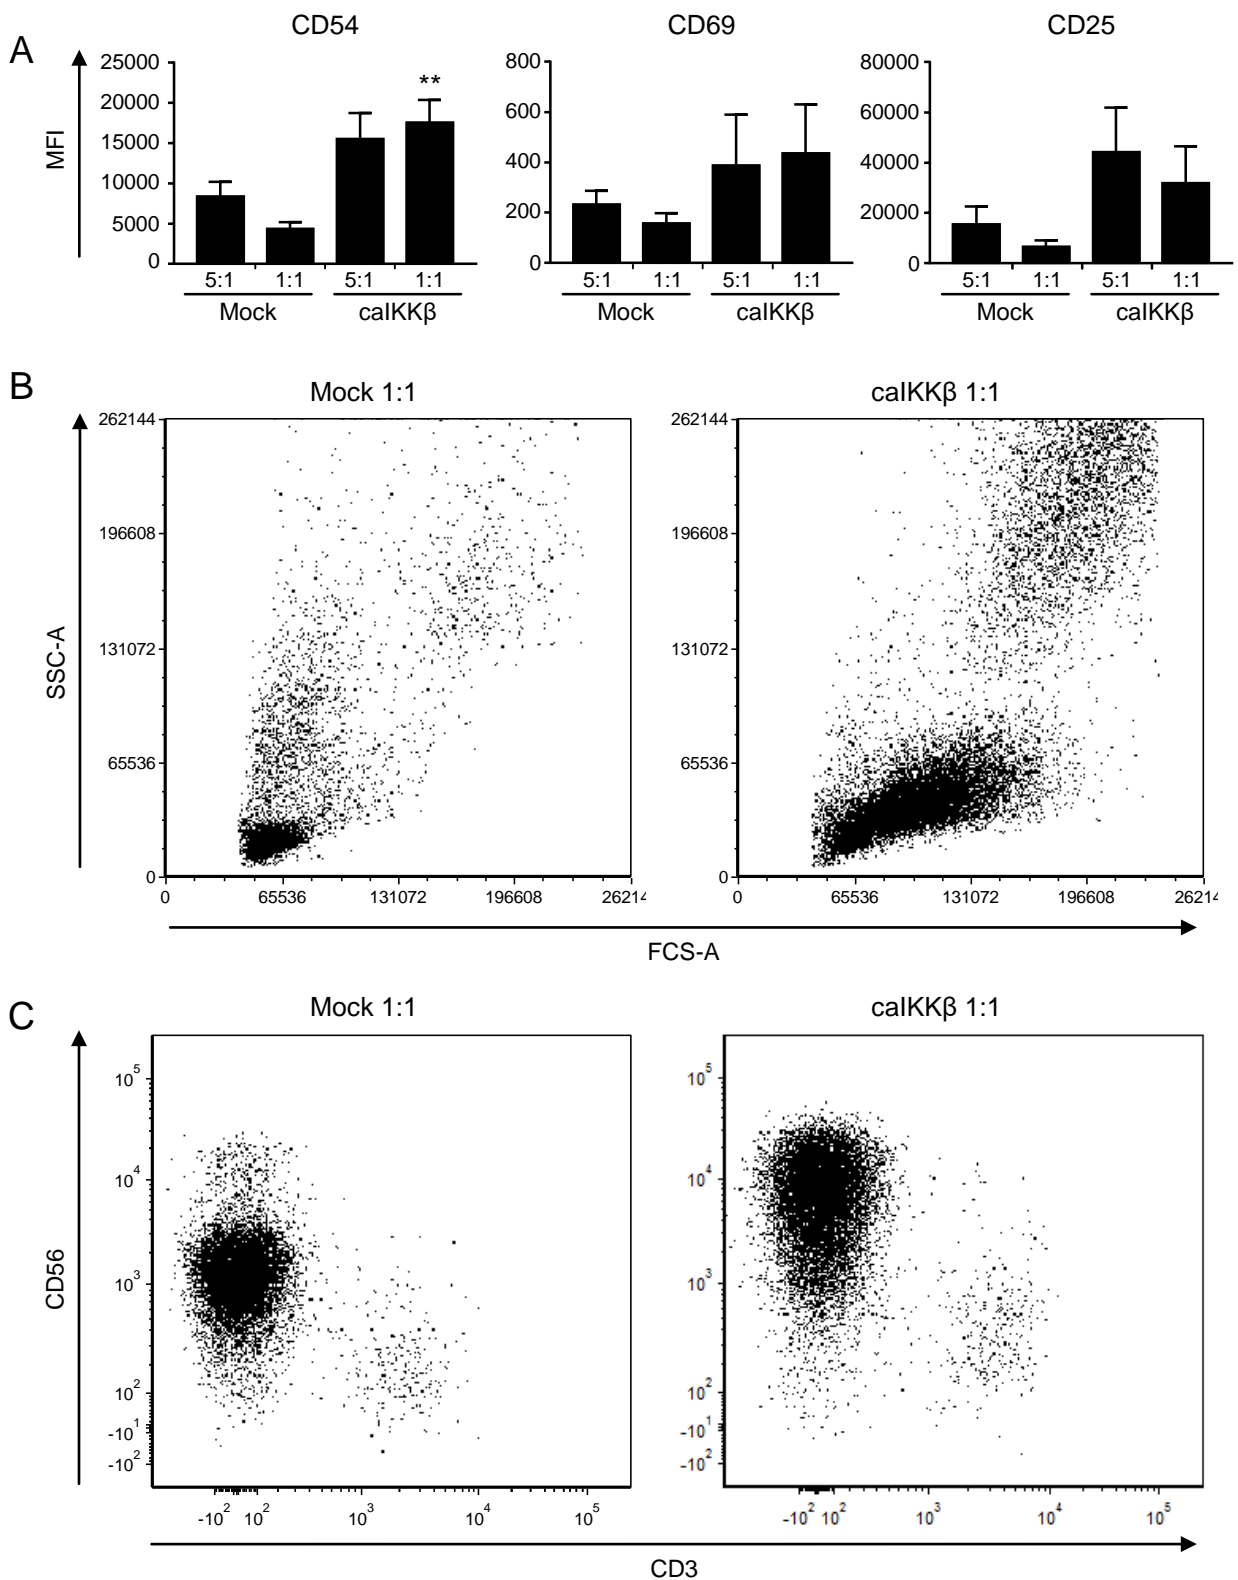 A
CD54 CD69 CD25
MFI
25000
20000
15000
10000
5000
0
**
5:1 1:1 5:1 1:1
Mock caIKKβ
800
600
400
200
0
5:1 1:1 5:1 1:1
Mock caIKKβ
80000
60000
40000
20000
0
5:1 1:1 5:1 1:1
Mock caIKKβ
B
Mock 1:1 caIKKβ 1:1
SSC-A
262144
196608
131072
65536
0
0 65536 131072 196608 26214
262144
196608
131072
65536
0
0 65536 131072 196608 26214
FCS-A
C
Mock 1:1 caIKKβ 1:1
CD56
10^5
10^4
10^3
10^2
-10^1
-10^2
-10^2 10^2 10^3 10^4 10^5
10^5
10^4
10^3
10^2
-10^1
-10^2
-10^2 10^2 10^3 10^4 10^5
CD3